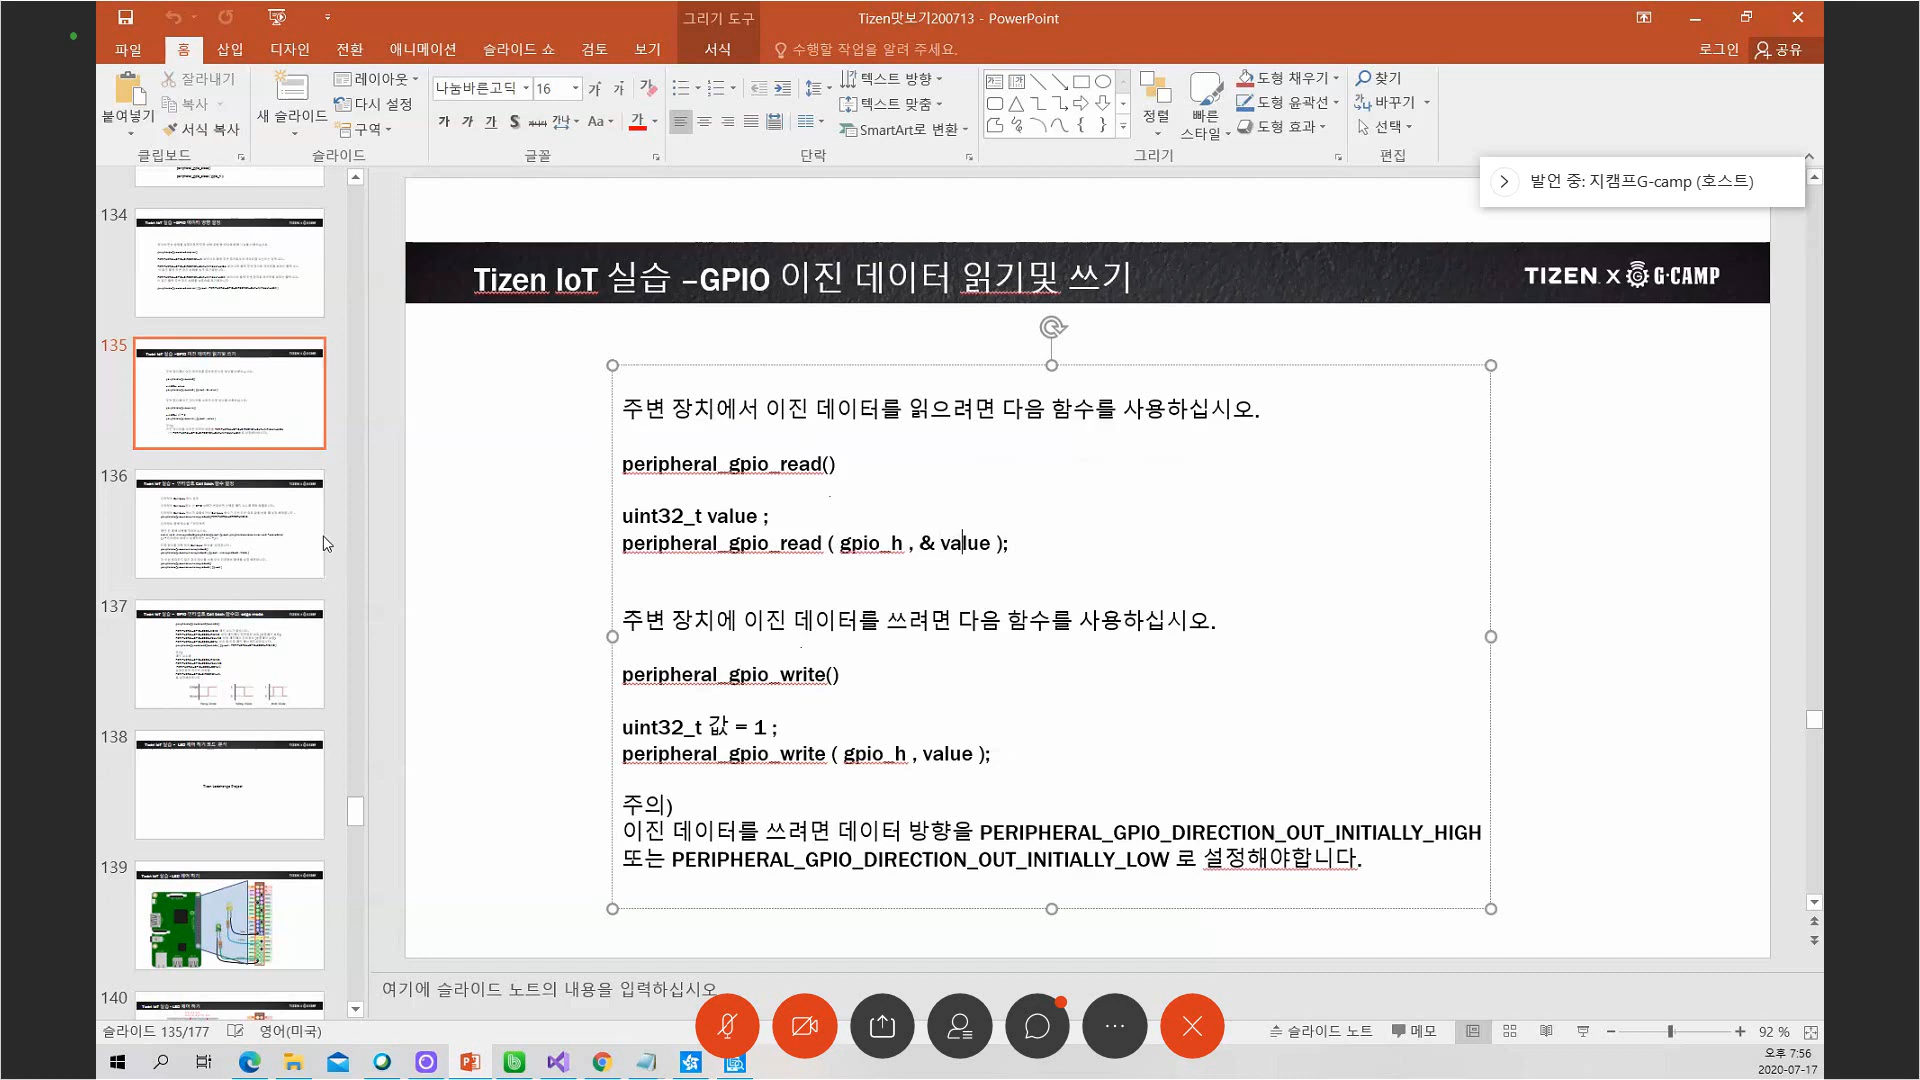 그리기 도구
Tizen맛보기200713 - PowerPoint
파일 홈 삽입 디자인 전환 애니메이션 슬라이드 쇼 검토 보기 서식 수행할 작업을 알려 주세요. 로그인 공유
붙여넣기 잘라내기 복사 서식 복사
새 슬라이드 레이아웃 다시 설정 구역
나눔바른고딕 16
텍스트 방향
텍스트 맞춤
SmartArt로 변환
정렬
빠른 스타일
도형 채우기
도형 윤곽선
도형 효과
찾기
바꾸기
선택
클립보드 슬라이드 글꼴 단락 그리기 편집
발언 중: 지캠프G-camp (호스트)
134
135
136
137
138
139
140
Tizen IoT 실습 –GPIO 이진 데이터 읽기및 쓰기
TIZEN X G·CAMP
주변 장치에서 이진 데이터를 읽으려면 다음 함수를 사용하십시오.
peripheral_gpio_read()
uint32_t value ;
peripheral_gpio_read ( gpio_h , & value );
주변 장치에 이진 데이터를 쓰려면 다음 함수를 사용하십시오.
peripheral_gpio_write()
uint32_t 값 = 1 ;
peripheral_gpio_write ( gpio_h , value );
주의)
이진 데이터를 쓰려면 데이터 방향을 PERIPHERAL_GPIO_DIRECTION_OUT_INITIALLY_HIGH
또는 PERIPHERAL_GPIO_DIRECTION_OUT_INITIALLY_LOW 로 설정해야합니다.
여기에 슬라이드 노트의 내용을 입력하십시오
슬라이드 135/177 영어(미국) 슬라이드 노트 메모 92 %
오후 7:56
2020-07-17